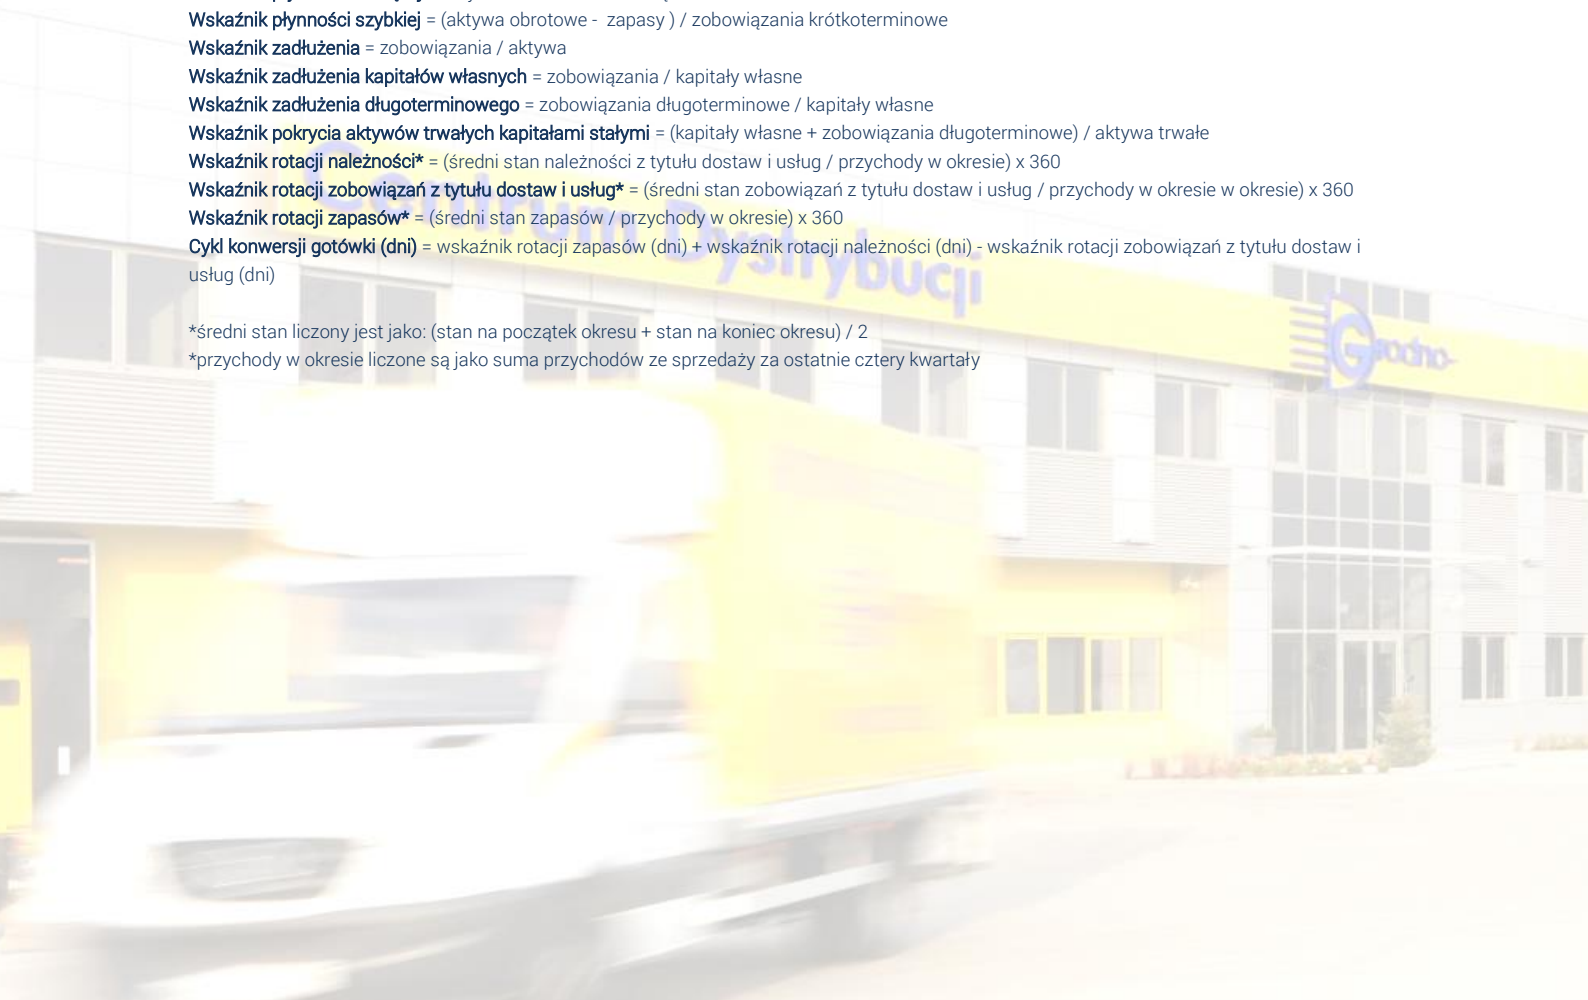 Wskaźnik płynności szybkiej = (aktywa obrotowe -  zapasy ) / zobowiązania krótkoterminowe
Wskaźnik zadłużenia = zobowiązania / aktywa
Wskaźnik zadłużenia kapitałów własnych = zobowiązania / kapitały własne
Wskaźnik zadłużenia długoterminowego = zobowiązania długoterminowe / kapitały własne
Wskaźnik pokrycia aktywów trwałych kapitałami stałymi = (kapitały własne + zobowiązania długoterminowe) / aktywa trwałe
Wskaźnik rotacji należności* = (średni stan należności z tytułu dostaw i usług / przychody w okresie) x 360
Wskaźnik rotacji zobowiązań z tytułu dostaw i usług* = (średni stan zobowiązań z tytułu dostaw i usług / przychody w okresie w okresie) x 360
Wskaźnik rotacji zapasów* = (średni stan zapasów / przychody w okresie) x 360
Cykl konwersji gotówki (dni) = wskaźnik rotacji zapasów (dni) + wskaźnik rotacji należności (dni) - wskaźnik rotacji zobowiązań z tytułu dostaw i
usług (dni)
*średni stan liczony jest jako: (stan na początek okresu + stan na koniec okresu) / 2
*przychody w okresie liczone są jako suma przychodów ze sprzedaży za ostatnie cztery kwartały
Centrum Dystrybucji
Grodno